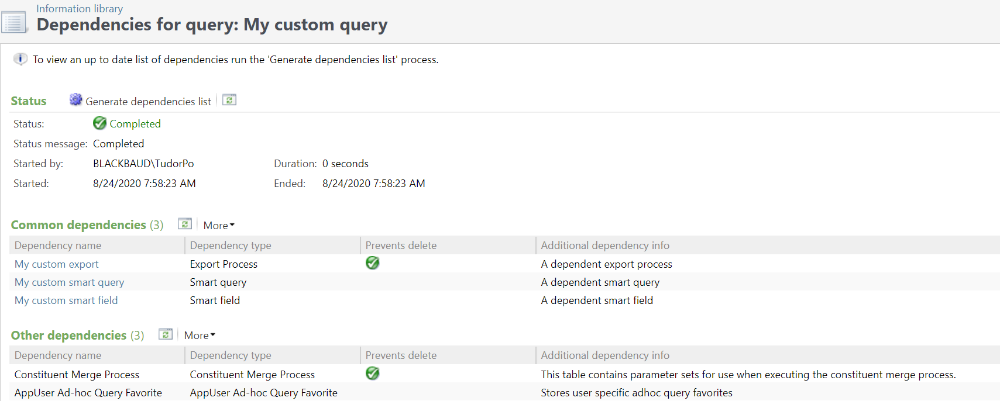 Information library
Dependencies for query: My custom query
To view an up to date list of dependencies run the 'Generate dependencies list' process.
Status Generate dependencies list
Status: Completed
Status message: Completed
Started by: BLACKBAUD\TudorPo Duration: 0 seconds
Started: 8/24/2020 7:58:23 AM Ended: 8/24/2020 7:58:23 AM
Common dependencies (3) More
Dependency name Dependency type Prevents delete Additional dependency info
My custom export Export Process A dependent export process
My custom smart query Smart query A dependent smart query
My custom smart field Smart field A dependent smart field
Other dependencies (3) More
Dependency name Dependency type Prevents delete Additional dependency info
Constituent Merge Process Constituent Merge Process This table contains parameter sets for use when executing the constituent merge process.
AppUser Ad-hoc Query Favorite AppUser Ad-hoc Query Favorite Stores user specific adhoc query favorites